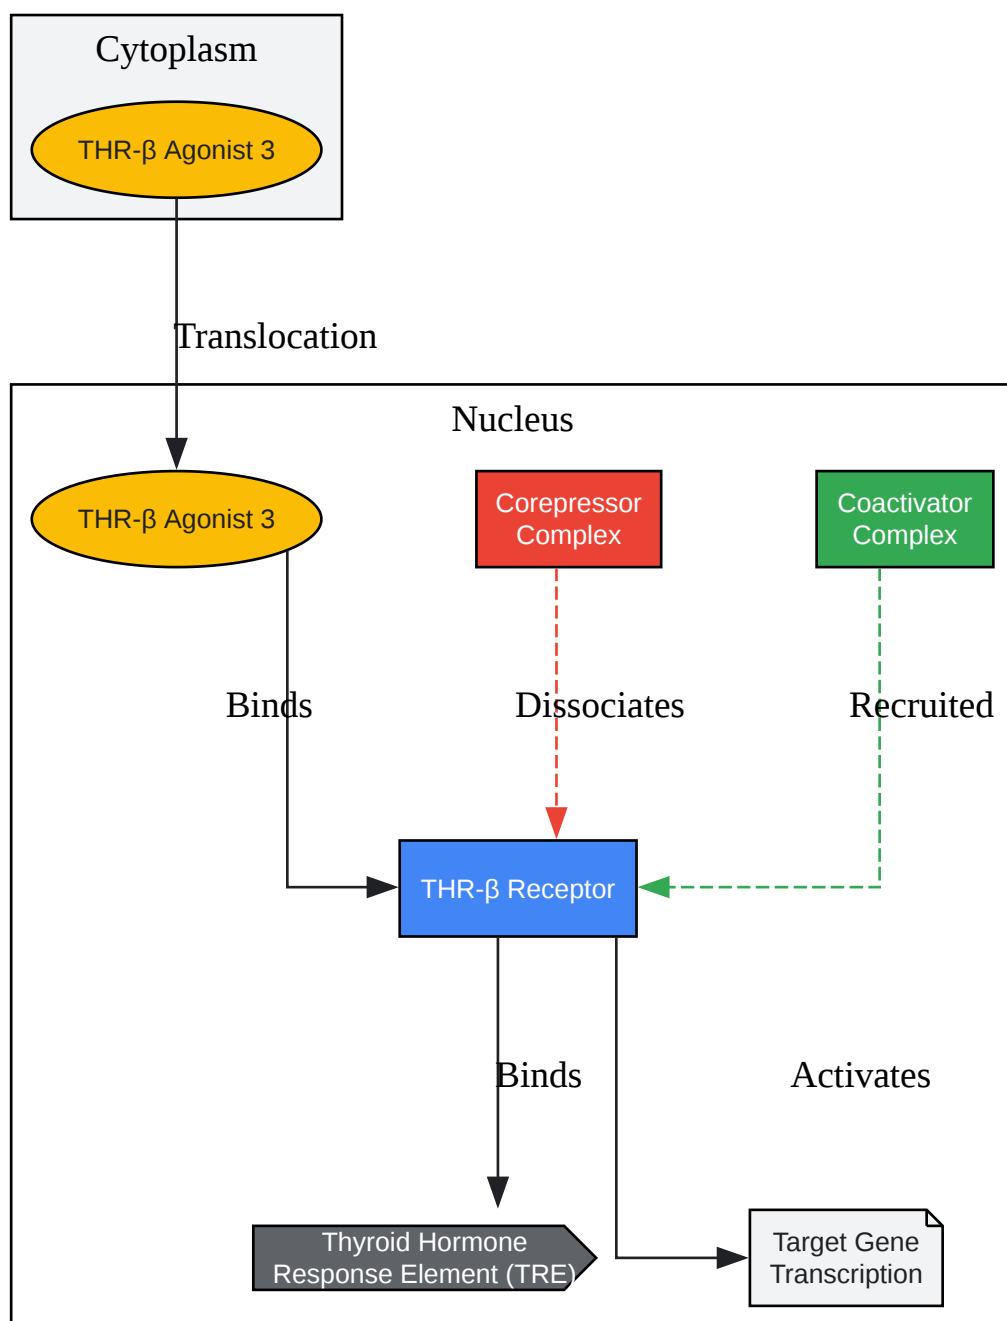 Cytoplasm
THR-β Agonist 3
Translocation
Nucleus
THR-β Agonist 3
Corepressor
Complex
Coactivator
Complex
Binds
Dissociates
Recruited
THR-β Receptor
Binds
Activates
Thyroid Hormone
Response Element (TRE)
Target Gene
Transcription